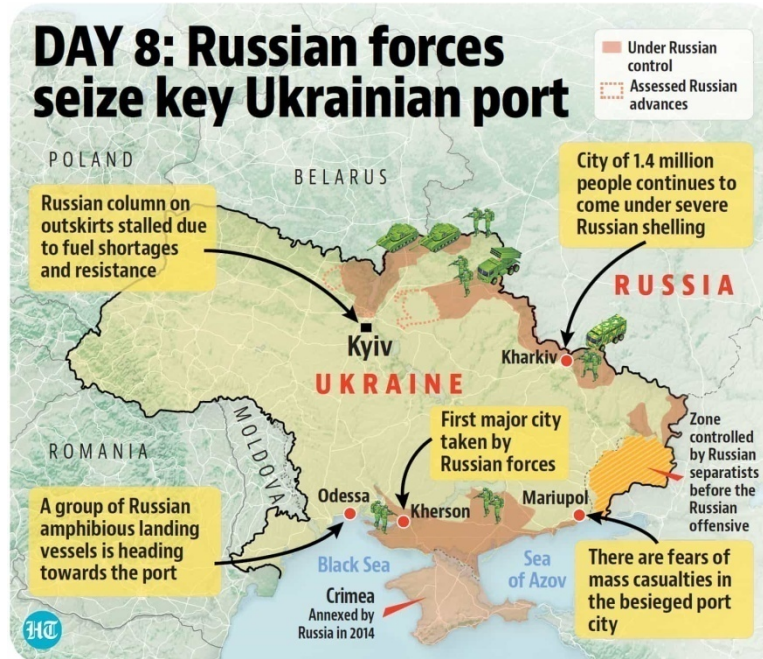 DAY 8: Russian forces
seize key Ukrainian port
Under Russian
control
Assessed Russian
advances
POLAND
BELARUS
Russian column on
outskirts stalled due
to fuel shortages
and resistance
City of 1.4 million
people continues to
come under severe
Russian shelling
RUSSIA
Kyiv
Kharkiv
UKRAINE
MOLDOVA
ROMANIA
First major city
taken by
Russian forces
Zone
controlled
by Russian
separatists
before the
Russian
offensive
Odessa
Kherson
Mariupol
A group of Russian
amphibious landing
vessels is heading
towards the port
Black Sea
Sea
of Azov
Crimea
Annexed by
Russia in 2014
There are fears of
mass casualties in
the besieged port
city
HT